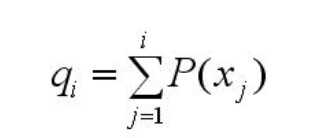 q_i = \sum_{j=1}^{i} P(x_j)